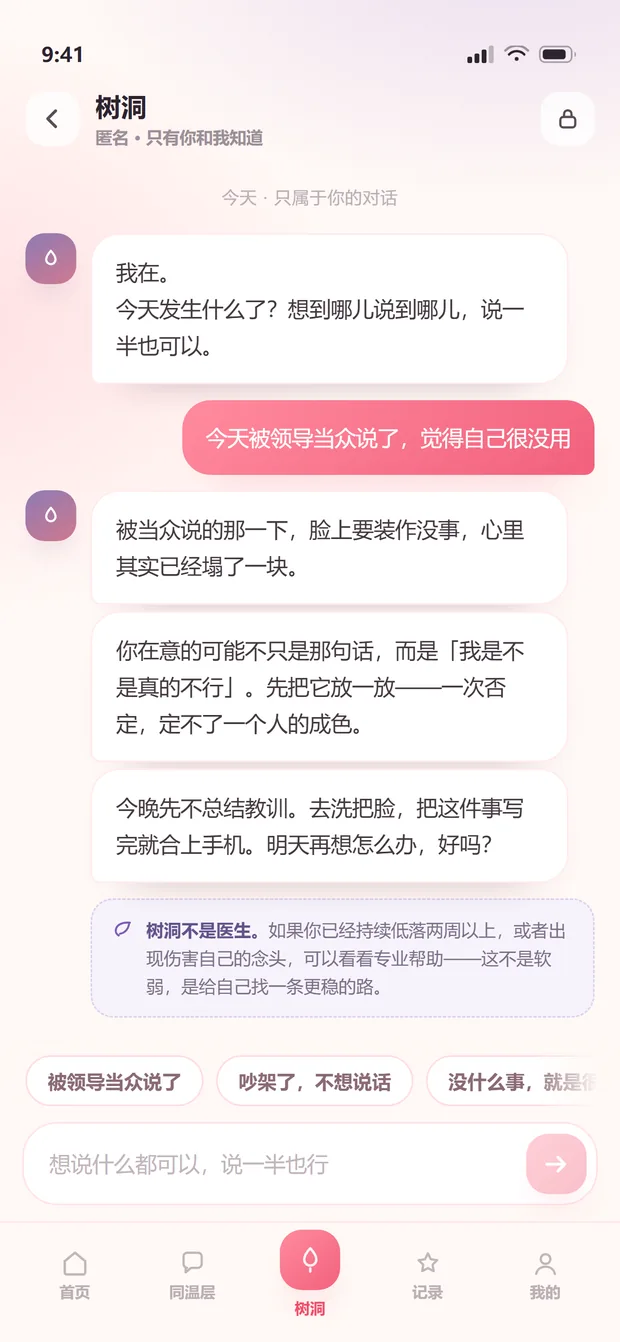 9:41
树洞
匿名 • 只有你和我知道
今天 · 只属于你的对话
我在。
今天发生什么了？想到哪儿说到哪儿，说一
半也可以。
今天被领导当众说了，觉得自己很没用
被当众说的那一下，脸上要装作没事，心里
其实已经塌了一块。
你在意的可能不只是那句话，而是「我是不
是真的不行」。先把它放一放——一次否
定，定不了一个人的成色。
今晚先不总结教训。去洗把脸，把这件事写
完就合上手机。明天再想怎么办，好吗？
树洞不是医生。如果你已经持续低落两周以上，或者出
现伤害自己的念头，可以看看专业帮助——这不是软
弱，是给自己找一条更稳的路。
被领导当众说了
吵架了，不想说话
没什么事，就是很
想说什么都可以，说一半也行
首页
同温层
树洞
记录
我的